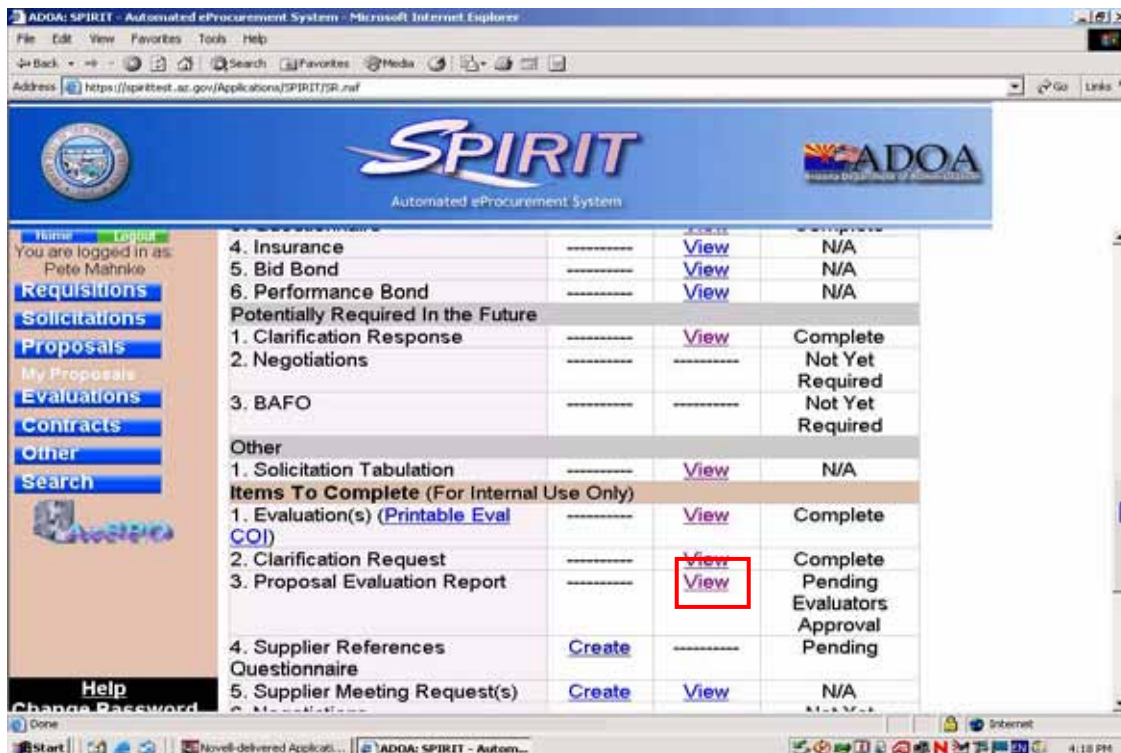 ADOA: SPIRIT - Automated eProcurement System - Microsoft Internet Explorer
File Edit View Favorites Tools Help
Back Search Favorites Media
Address https://spirittest.az.gov/Applications/SPIRIT/SR.nsf Go Links
SPIRIT
Automated eProcurement System
ADOA
Home Logout
You are logged in as:
Pete Mahnke
Requisitions
Solicitations
Proposals
My Proposals
Evaluations
Contracts
Other
Search
Help
Change Password
4. Insurance ---------- View N/A
5. Bid Bond ---------- View N/A
6. Performance Bond ---------- View N/A
Potentially Required In the Future
1. Clarification Response ---------- View Complete
2. Negotiations ---------- ---------- Not Yet
Required
3. BAFO ---------- ---------- Not Yet
Required
Other
1. Solicitation Tabulation ---------- View N/A
Items To Complete (For Internal Use Only)
1. Evaluation(s) (Printable Eval ---------- View Complete
COI)
2. Clarification Request ---------- View Complete
3. Proposal Evaluation Report ---------- View Pending
Evaluators
Approval
4. Supplier References Create ---------- Pending
Questionnaire
5. Supplier Meeting Request(s) Create View N/A
Done Internet
Start Novell-delivered Applicati... ADOA: SPIRIT - Autom... 4:18 PM